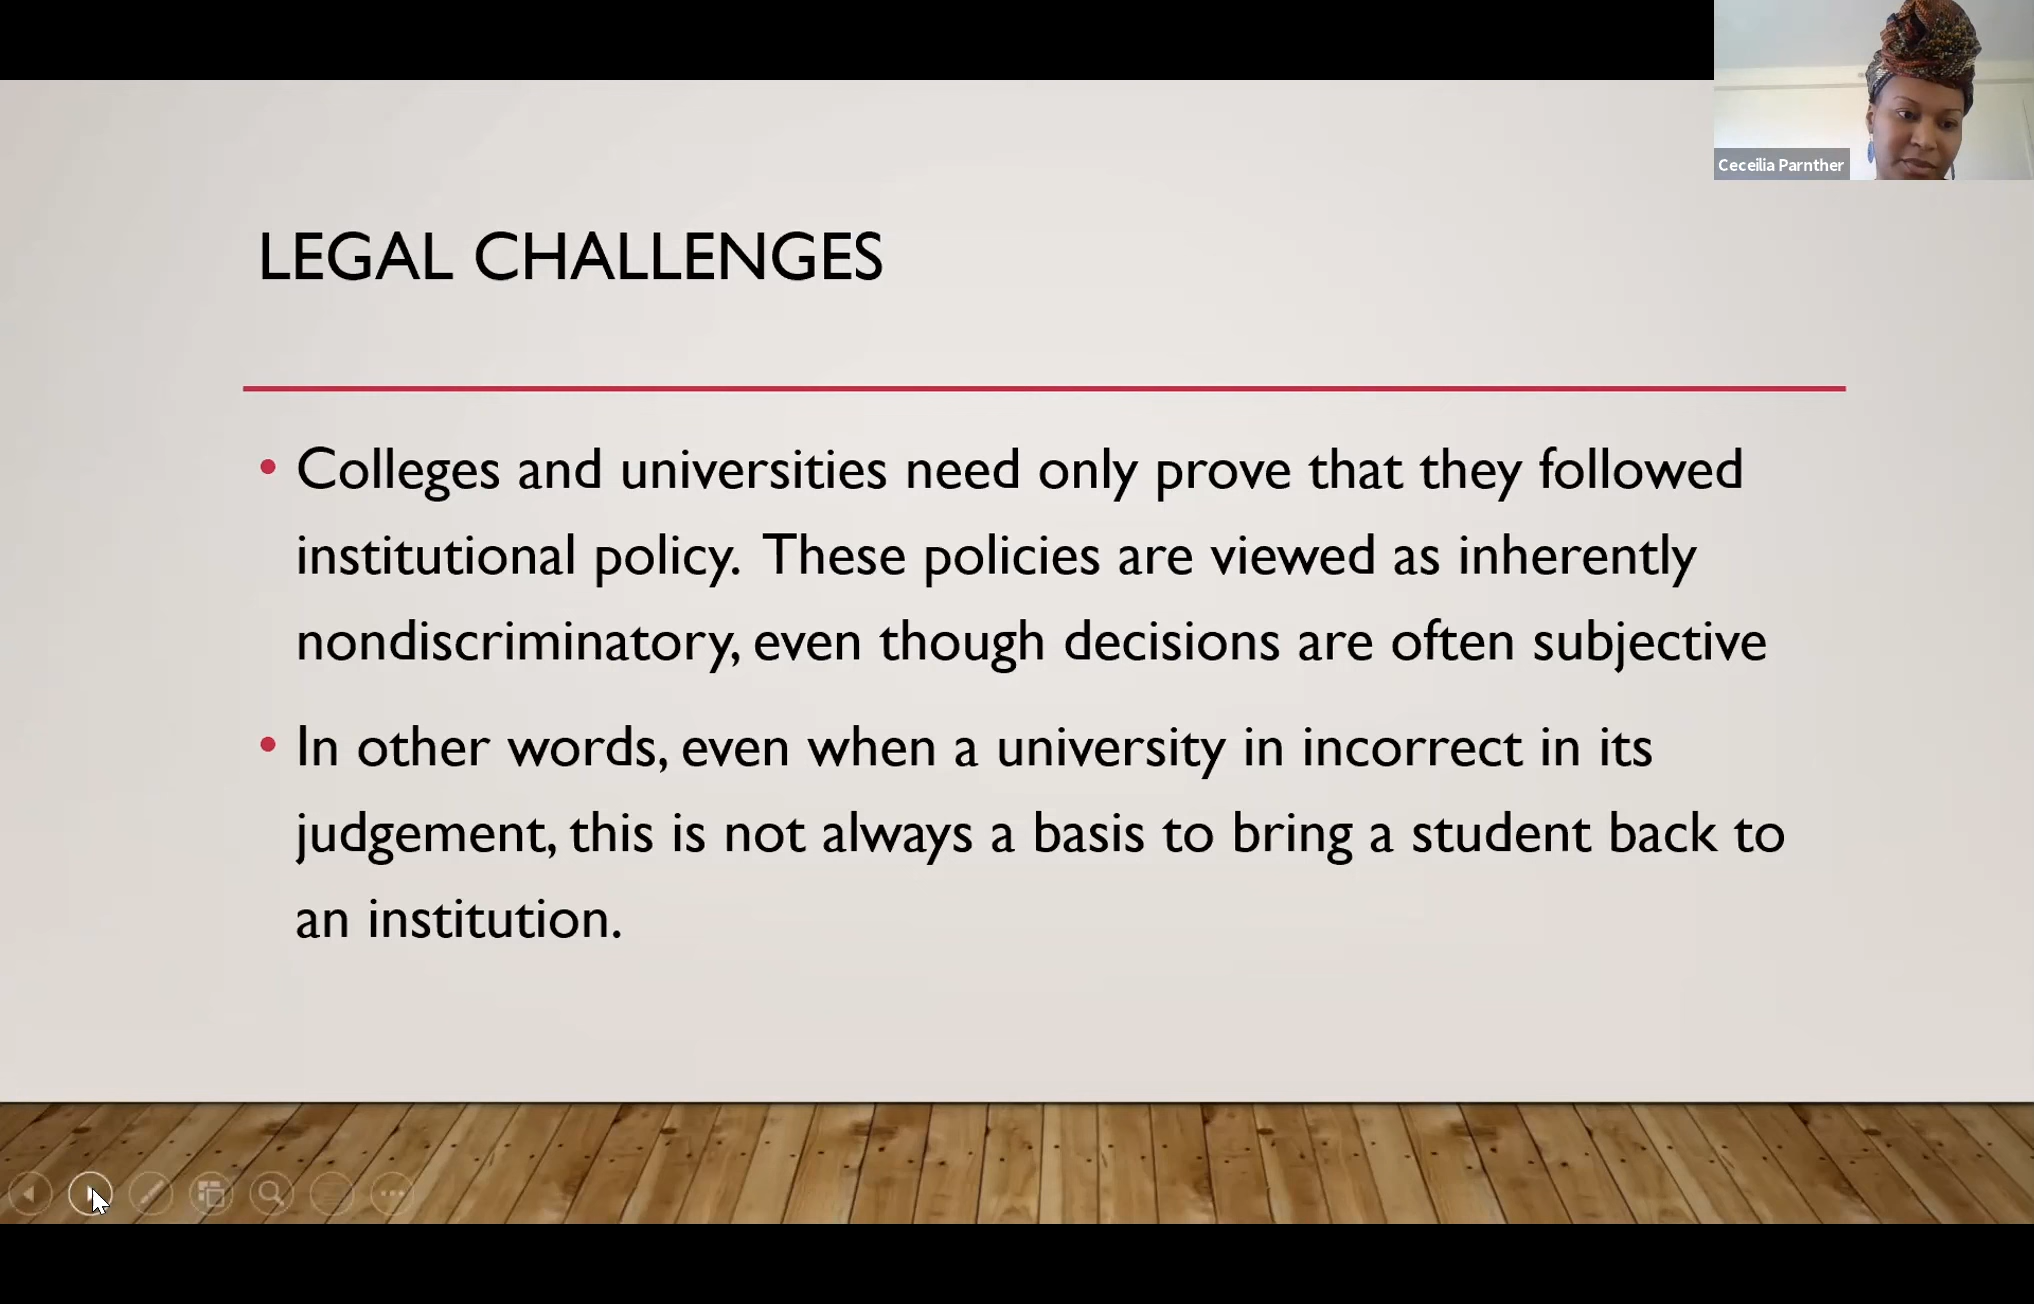 Ceceilia Parnther
LEGAL CHALLENGES
• Colleges and universities need only prove that they followed
institutional policy.  These policies are viewed as inherently
nondiscriminatory, even though decisions are often subjective
• In other words, even when a university in incorrect in its
judgement, this is not always a basis to bring a student back to
an institution.